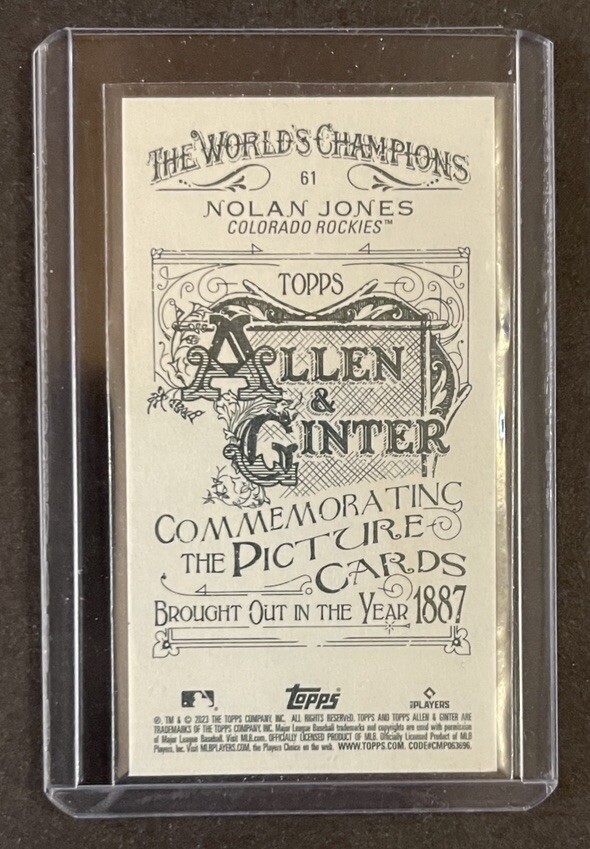 THE WORLD'S CHAMPIONS
61
NOLAN JONES
COLORADO ROCKIES™
TOPPS
ALLEN
&
GINTER
COMMEMORATING
THE PICTURE
CARDS
BROUGHT OUT IN THE YEAR 1887
topps
PLAYERS
®, TM & © 2023 THE TOPPS COMPANY, INC. ALL RIGHTS RESERVED. TOPPS AND TOPPS ALLEN & GINTER ARE
TRADEMARKS OF THE TOPPS COMPANY, INC. Major League Baseball trademarks and copyrights are used with permission
of Major League Baseball. Visit MLB.com. OFFICIALLY LICENSED PRODUCT OF MLB. Officially Licensed Product of MLB
Players, Inc. Visit MLBPLAYERS.com, the Players Choice on the web. WWW.TOPPS.COM. CODE#CMP063696.